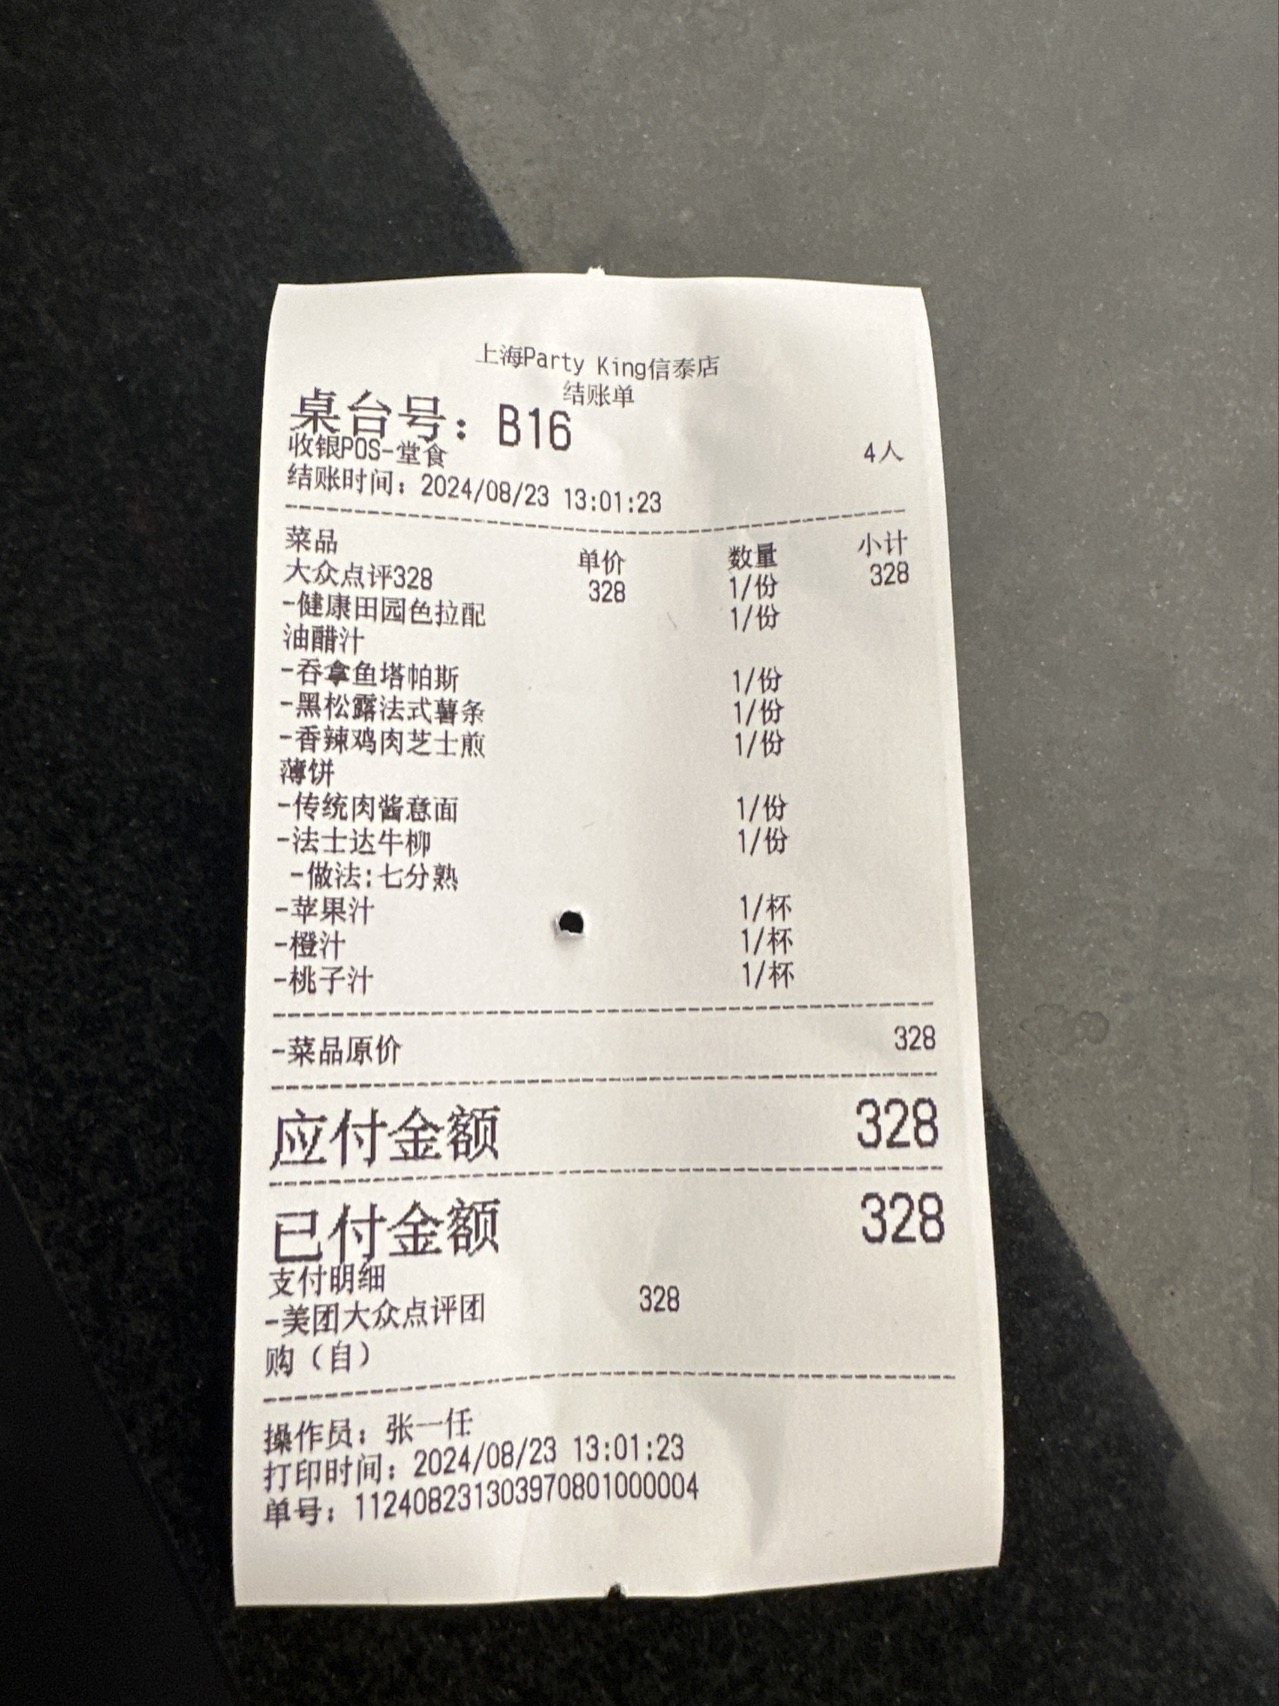 上海Party King信泰店
结账单
桌台号：B16
收银POS-堂食 4人
结账时间：2024/08/23 13:01:23
菜品 单价 数量 小计
大众点评328 328 1/份 328
-健康田园色拉配 1/份
油醋汁
-吞拿鱼塔帕斯 1/份
-黑松露法式薯条 1/份
-香辣鸡肉芝士煎 1/份
薄饼
-传统肉酱意面 1/份
-法士达牛柳 1/份
-做法:七分熟
-苹果汁 1/杯
-橙汁 1/杯
-桃子汁 1/杯
-菜品原价 328
应付金额 328
已付金额 328
支付明细
-美团大众点评团 328
购（自）
操作员：张一任
打印时间：2024/08/23 13:01:23
单号：112408231303970801000004